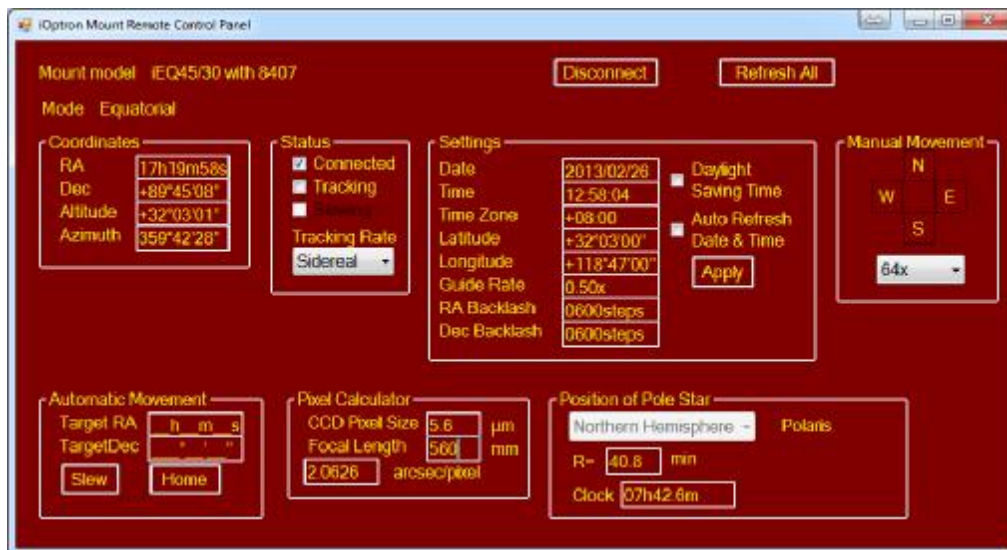 iOptron Mount Remote Control Panel
Mount model iEQ45/30 with 8407
Disconnect
Refresh All
Mode Equatorial
Coordinates
RA 17h19m58s
Dec +89°45'08"
Altitude +32°03'01"
Azimuth 359°42'28"
Status
Connected
Tracking
Tracking Rate
Sidereal
Settings
Date 2013/02/26
Time 12:58:04
Time Zone +08:00
Latitude +32°03'00"
Longitude +118°47'00"
Guide Rate 0.50x
RA Backlash 0600steps
Dec Backlash 0600steps
Daylight
Saving Time
Auto Refresh
Date & Time
Apply
Manual Movement
N
W E
S
64x
Automatic Movement
Target RA __h__m__s
TargetDec ___°__'__"
Slew Home
Pixel Calculator
CCD Pixel Size 5.6 µm
Focal Length 560 mm
2.0626 arcsec/pixel
Position of Pole Star
Northern Hemisphere Polaris
R= 40.8 min
Clock 07h42.6m